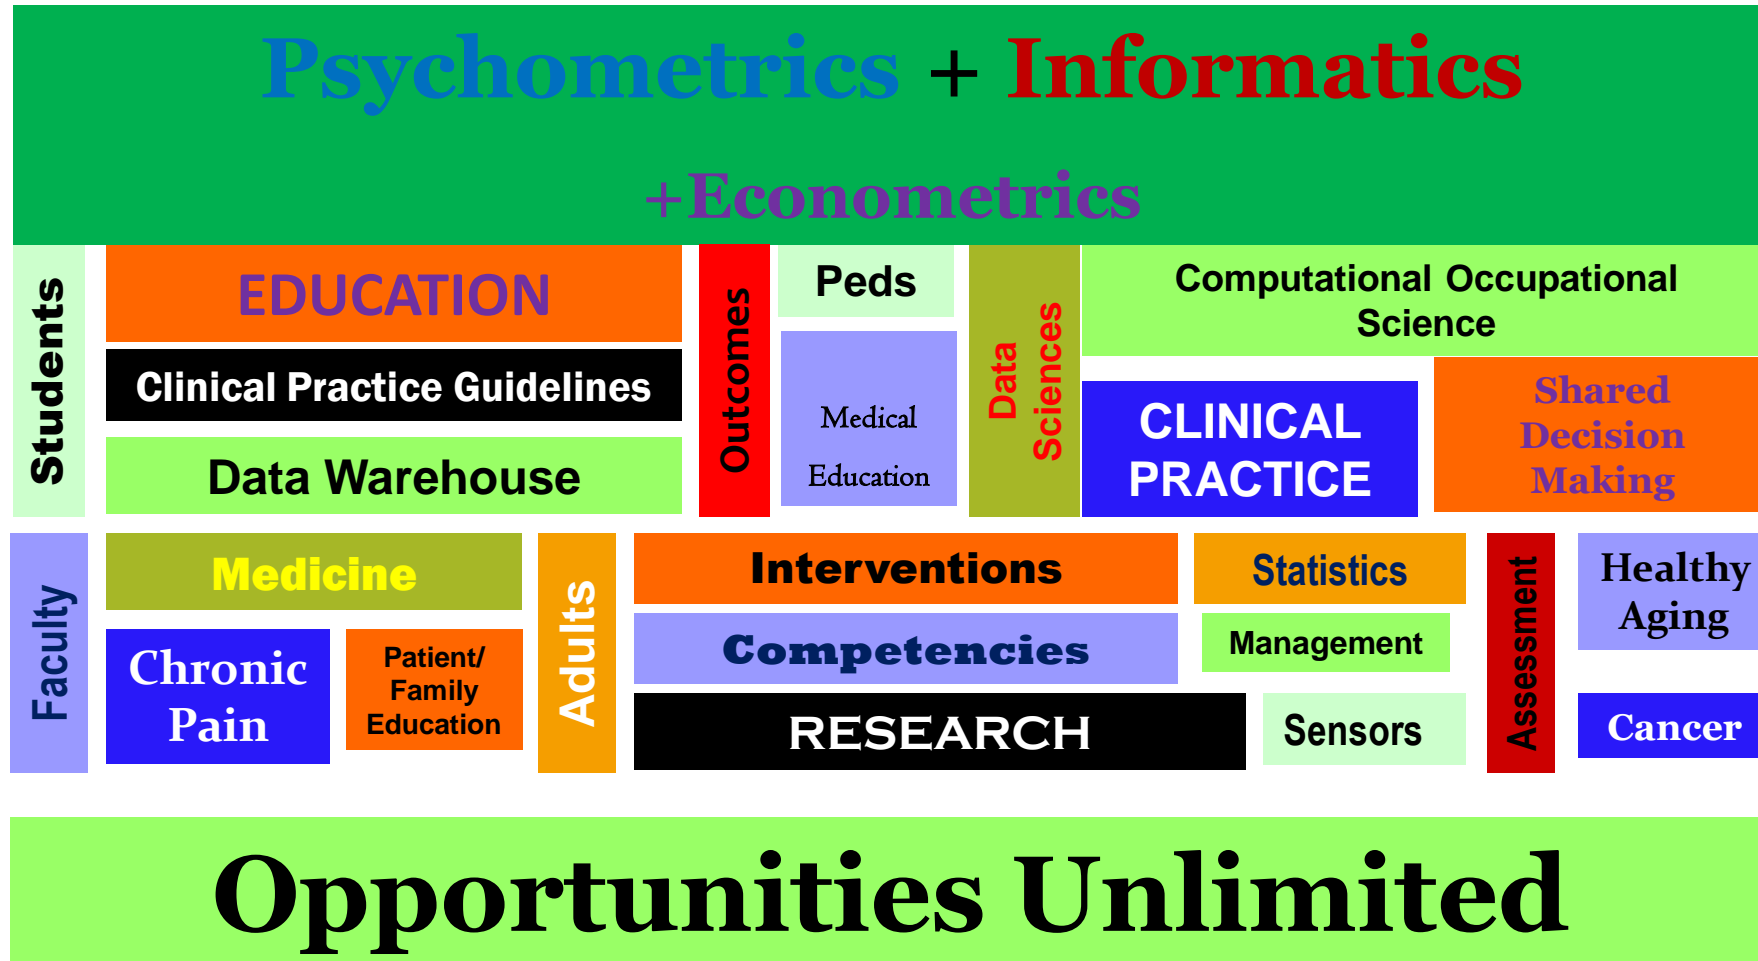 Psychometrics + Informatics
+Econometrics
Students
EDUCATION
Clinical Practice Guidelines
Data Warehouse
Outcomes
Peds
Medical
Education
Data
Sciences
Computational Occupational
Science
CLINICAL
PRACTICE
Shared
Decision
Making
Faculty
Medicine
Chronic
Pain
Patient/
Family
Education
Adults
Interventions
Competencies
RESEARCH
Statistics
Management
Sensors
Assessment
Healthy
Aging
Cancer
Opportunities Unlimited